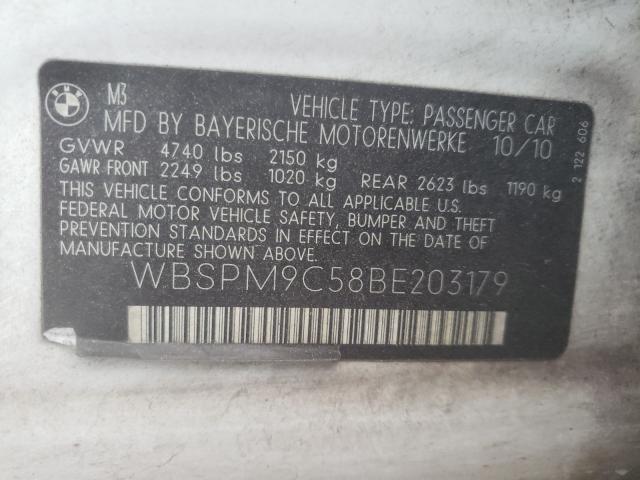 BMW
M3
VEHICLE TYPE: PASSENGER CAR
MFD BY BAYERISCHE MOTORENWERKE 10/10
GVWR 4740 lbs 2150 kg
GAWR FRONT 2249 lbs 1020 kg REAR 2623 lbs 1190 kg
THIS VEHICLE CONFORMS TO ALL APPLICABLE U.S.
FEDERAL MOTOR VEHICLE SAFETY, BUMPER AND THEFT
PREVENTION STANDARDS IN EFFECT ON THE DATE OF
MANUFACTURE SHOWN ABOVE.
WBSPM9C58BE203179
2 122 606